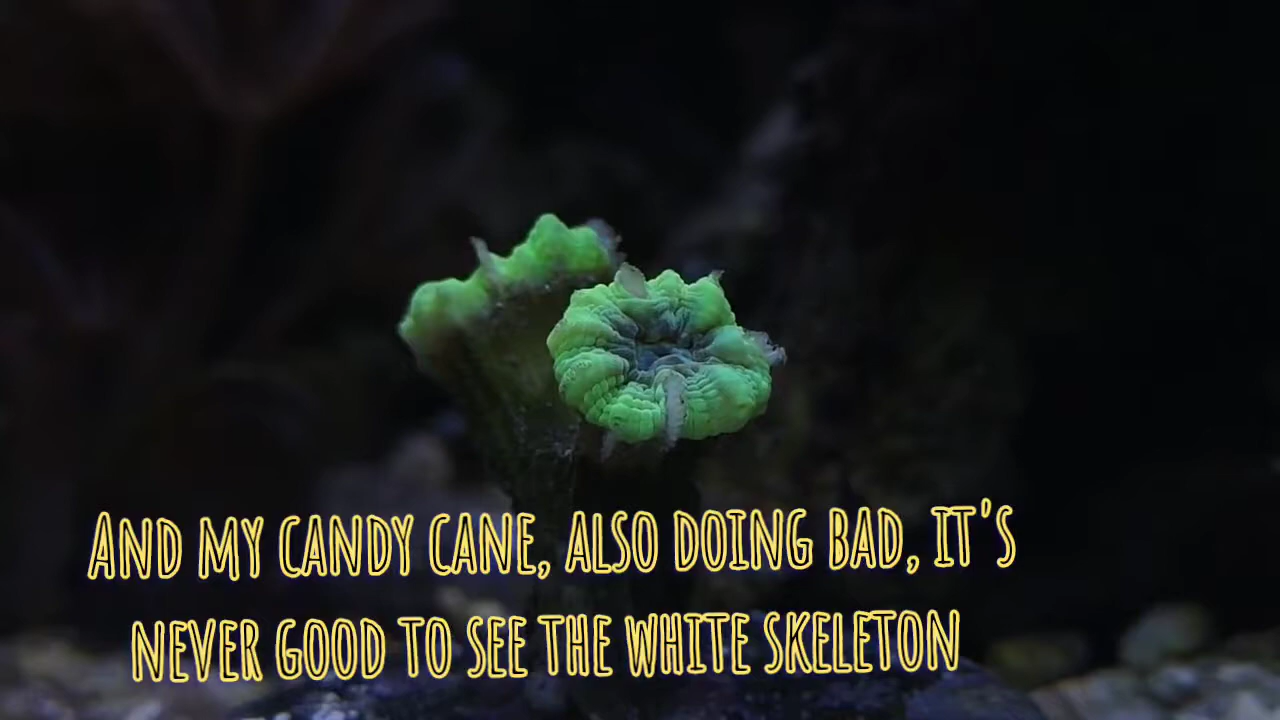 And my candy cane, also doing bad, it's
never good to see the white skeleton